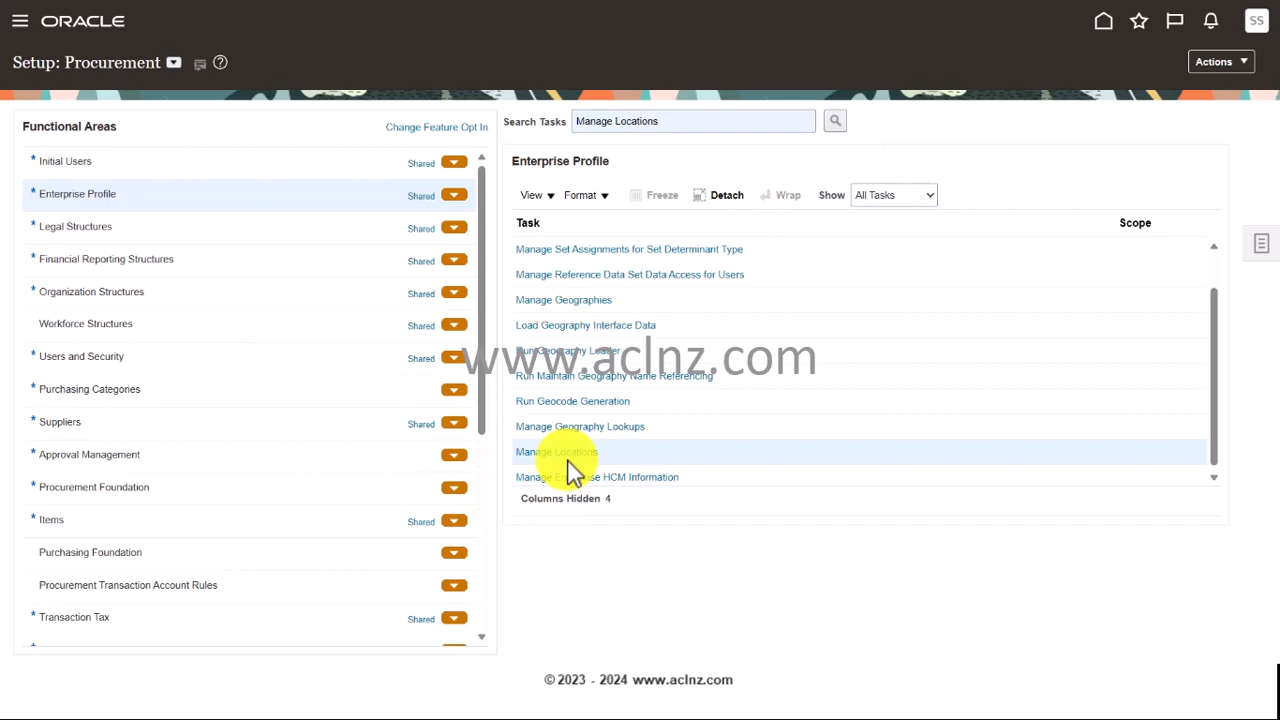 ORACLE
SS
Setup: Procurement
Actions
Functional Areas
Change Feature Opt In
* Initial Users Shared
* Enterprise Profile Shared
* Legal Structures Shared
* Financial Reporting Structures Shared
* Organization Structures Shared
Workforce Structures Shared
* Users and Security Shared
* Purchasing Categories
* Suppliers Shared
* Approval Management
* Procurement Foundation
* Items Shared
Purchasing Foundation
Procurement Transaction Account Rules
* Transaction Tax Shared
Search Tasks Manage Locations
Enterprise Profile
View Format Freeze Detach Wrap Show All Tasks
Task Scope
Manage Set Assignments for Set Determinant Type
Manage Reference Data Set Data Access for Users
Manage Geographies
Load Geography Interface Data
Run Geography Loader
www.aclnz.com
Run Maintain Geography Name Referencing
Run Geocode Generation
Manage Geography Lookups
Manage Locations
Manage Enterprise HCM Information
Columns Hidden 4
© 2023 - 2024 www.aclnz.com